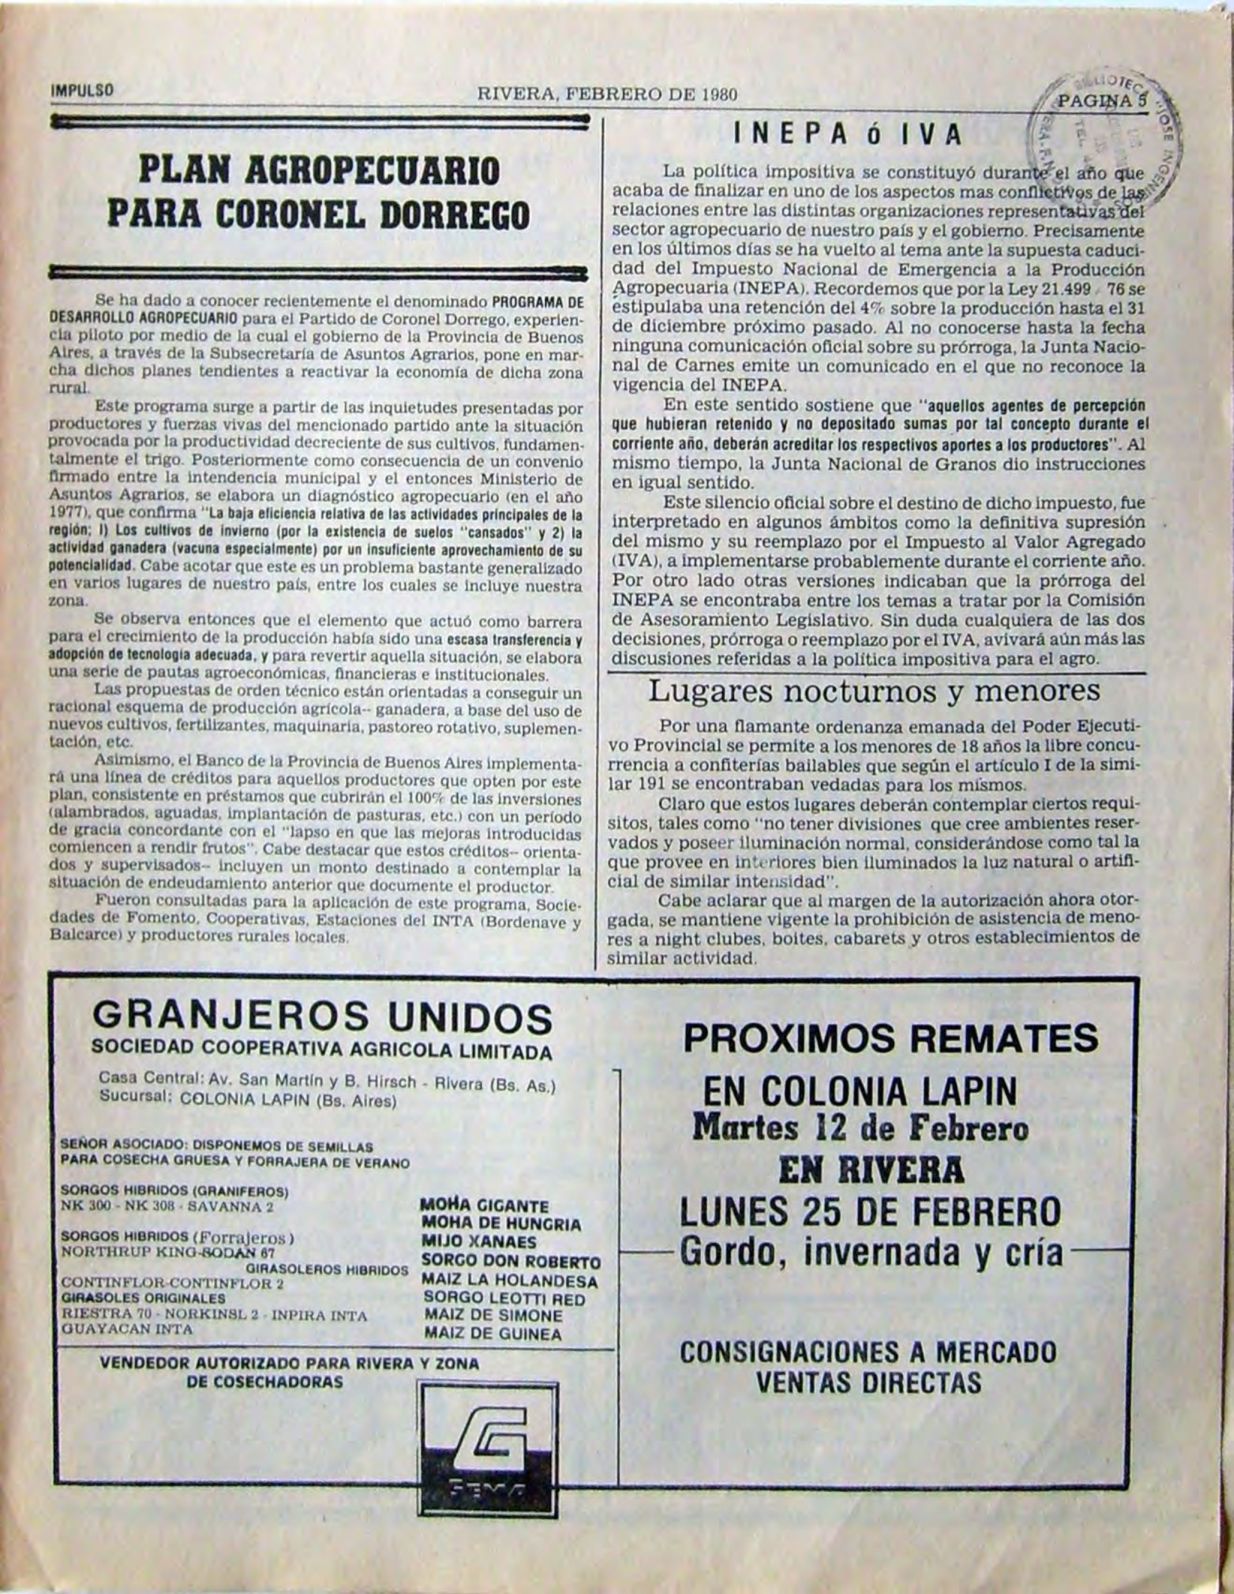 IMPULSO
RIVERA, FEBRERO DE 1980
PAGINA 5
PLAN AGROPECUARIO
PARA CORONEL DORREGO
Se ha dado a conocer recientemente el denominado PROGRAMA DE
DESARROLLO AGROPECUARIO para el Partido de Coronel Dorrego, experien-
cia piloto por medio de la cual el gobierno de la Provincia de Buenos
Aires, a través de la Subsecretaría de Asuntos Agrarios, pone en mar-
cha dichos planes tendientes a reactivar la economía de dicha zona
rural.
Este programa surge a partir de las inquietudes presentadas por
productores y fuerzas vivas del mencionado partido ante la situación
provocada por la productividad decreciente de sus cultivos, fundamen-
talmente el trigo. Posteriormente como consecuencia de un convenio
firmado entre la intendencia municipal y el entonces Ministerio de
Asuntos Agrarios, se elabora un diagnóstico agropecuario (en el año
1977), que confirma "La baja eficiencia relativa de las actividades principales de la
región; I) Los cultivos de invierno (por la existencia de suelos "cansados" y 2) la
actividad ganadera (vacuna especialmente) por un insuficiente aprovechamiento de su
potencialidad. Cabe acotar que este es un problema bastante generalizado
en varios lugares de nuestro país, entre los cuales se incluye nuestra
zona.
Se observa entonces que el elemento que actuó como barrera
para el crecimiento de la producción había sido una escasa transferencia y
adopción de tecnología adecuada, y para revertir aquella situación, se elabora
una serie de pautas agroeconómicas, financieras e institucionales.
Las propuestas de orden técnico están orientadas a conseguir un
racional esquema de producción agrícola-- ganadera, a base del uso de
nuevos cultivos, fertilizantes, maquinaria, pastoreo rotativo, suplemen-
tación, etc.
Asimismo, el Banco de la Provincia de Buenos Aires implementa-
rá una línea de créditos para aquellos productores que opten por este
plan, consistente en préstamos que cubrirán el 100% de las inversiones
(alambrados, aguadas, implantación de pasturas, etc.) con un período
de gracia concordante con el "lapso en que las mejoras introducidas
comiencen a rendir frutos". Cabe destacar que estos créditos-- orienta-
dos y supervisados-- incluyen un monto destinado a contemplar la
situación de endeudamiento anterior que documente el productor.
Fueron consultadas para la aplicación de este programa, Socie-
dades de Fomento, Cooperativas, Estaciones del INTA (Bordenave y
Balcarce) y productores rurales locales.
INEPA ó IVA
La política impositiva se constituyó durante el año que
acaba de finalizar en uno de los aspectos mas conflictivos de las
relaciones entre las distintas organizaciones representativas del
sector agropecuario de nuestro país y el gobierno. Precisamente
en los últimos días se ha vuelto al tema ante la supuesta caduci-
dad del Impuesto Nacional de Emergencia a la Producción
Agropecuaria (INEPA). Recordemos que por la Ley 21.499 76 se
estipulaba una retención del 4% sobre la producción hasta el 31
de diciembre próximo pasado. Al no conocerse hasta la fecha
ninguna comunicación oficial sobre su prórroga, la Junta Nacio-
nal de Carnes emite un comunicado en el que no reconoce la
vigencia del INEPA.
En este sentido sostiene que "aquellos agentes de percepción
que hubieran retenido y no depositado sumas por tal concepto durante el
corriente año, deberán acreditar los respectivos aportes a los productores". Al
mismo tiempo, la Junta Nacional de Granos dio instrucciones
en igual sentido.
Este silencio oficial sobre el destino de dicho impuesto, fue
interpretado en algunos ámbitos como la definitiva supresión
del mismo y su reemplazo por el Impuesto al Valor Agregado
(IVA), a implementarse probablemente durante el corriente año.
Por otro lado otras versiones indicaban que la prórroga del
INEPA se encontraba entre los temas a tratar por la Comisión
de Asesoramiento Legislativo. Sin duda cualquiera de las dos
decisiones, prórroga o reemplazo por el IVA, avivará aún más las
discusiones referidas a la política impositiva para el agro.
Lugares nocturnos y menores
Por una flamante ordenanza emanada del Poder Ejecuti-
vo Provincial se permite a los menores de 18 años la libre concu-
rrencia a confiterías bailables que según el artículo I de la simi-
lar 191 se encontraban vedadas para los mismos.
Claro que estos lugares deberán contemplar ciertos requi-
sitos, tales como "no tener divisiones que cree ambientes reser-
vados y poseer iluminación normal, considerándose como tal la
que provee en interiores bien iluminados la luz natural o artifi-
cial de similar intensidad".
Cabe aclarar que al margen de la autorización ahora otor-
gada, se mantiene vigente la prohibición de asistencia de meno-
res a night clubes, boites, cabarets y otros establecimientos de
similar actividad.
GRANJEROS UNIDOS
SOCIEDAD COOPERATIVA AGRICOLA LIMITADA
Casa Central: Av. San Martín y B. Hirsch - Rivera (Bs. As.)
Sucursal: COLONIA LAPIN (Bs. Aires)
SEÑOR ASOCIADO: DISPONEMOS DE SEMILLAS
PARA COSECHA GRUESA Y FORRAJERA DE VERANO
SORGOS HIBRIDOS (GRANIFEROS)
NK 300 - NK 308 - SAVANNA 2
SORGOS HIBRIDOS (Forrajeros)
NORTHRUP KING-SODAN 67
GIRASOLEROS HIBRIDOS
CONTINFLOR-CONTINFLOR 2
GIRASOLES ORIGINALES
RIESTRA 70 - NORKINSL 2 - INPIRA INTA
GUAYACAN INTA
MOHA GIGANTE
MOHA DE HUNGRIA
MIJO XANAES
SORGO DON ROBERTO
MAIZ LA HOLANDESA
SORGO LEOTTI RED
MAIZ DE SIMONE
MAIZ DE GUINEA
VENDEDOR AUTORIZADO PARA RIVERA Y ZONA
DE COSECHADORAS
GEMA
PROXIMOS REMATES
EN COLONIA LAPIN
Martes 12 de Febrero
EN RIVERA
LUNES 25 DE FEBRERO
Gordo, invernada y cría
CONSIGNACIONES A MERCADO
VENTAS DIRECTAS
BIBLIOTECA "JOSE INGENIEROS"